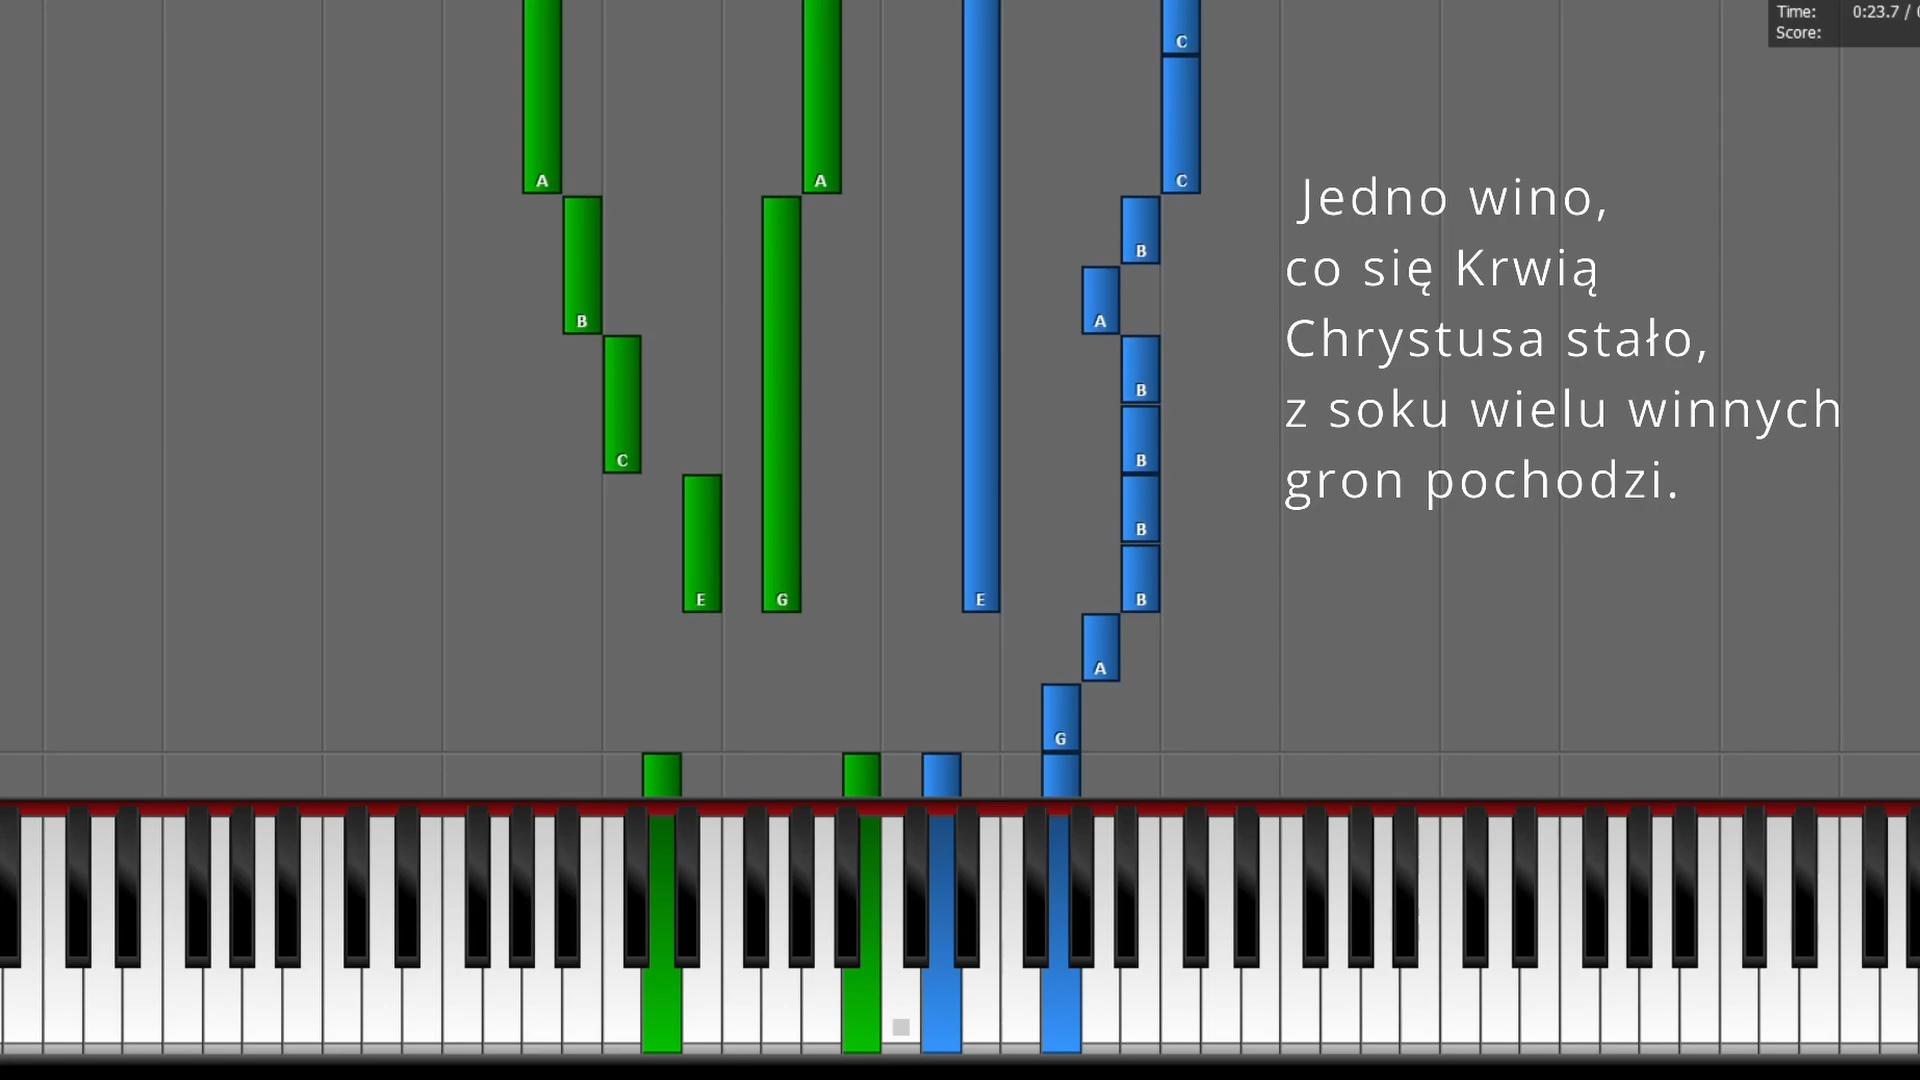 Time: 0:23.7 /
Score:
C
A A C
B
B A
B
C B
B
E G E B
A
G
Jedno wino,
co się Krwią
Chrystusa stało,
z soku wielu winnych
gron pochodzi.